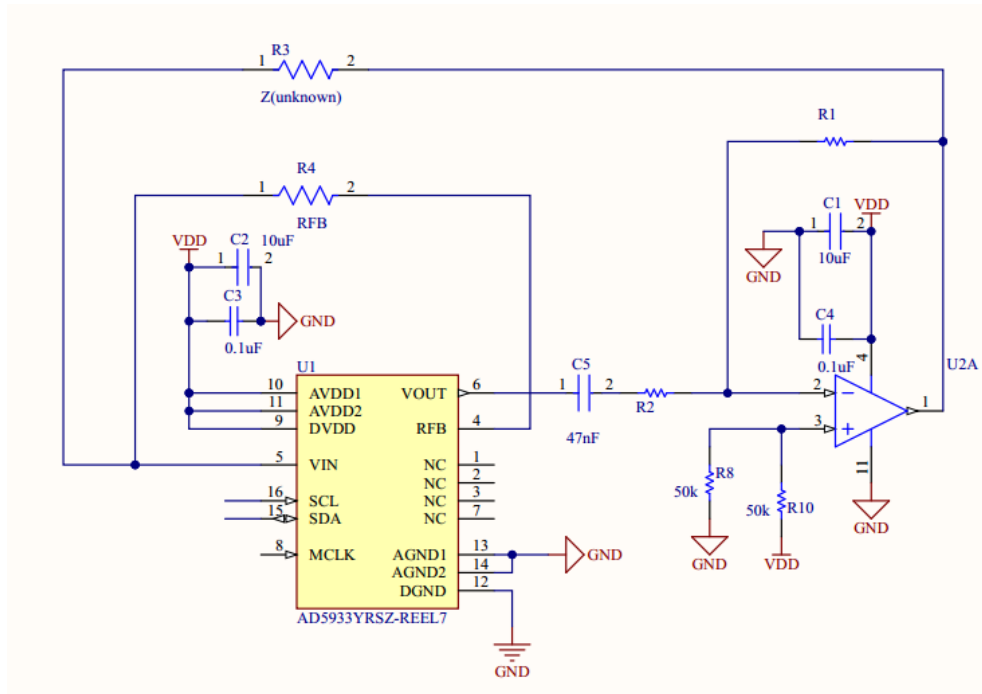 R3
1 2
Z(unknown)
R1
R4
1 2
RFB
VDD
C2 10uF
1 2
C3
GND
0.1uF
C1 VDD
1 2
10uF
GND
C4
0.1uF
4
U2A
2
1
3
11
GND
U1
10 AVDD1 VOUT 6
11 AVDD2
9 DVDD RFB 4
5 VIN NC 1
NC 2
16 SCL NC 3
15 SDA NC 7
8 MCLK AGND1 13 GND
AGND2 14
DGND 12
AD5933YRSZ-REEL7
GND
C5
1 2
47nF
R2
R8
50k
GND
50k R10
VDD